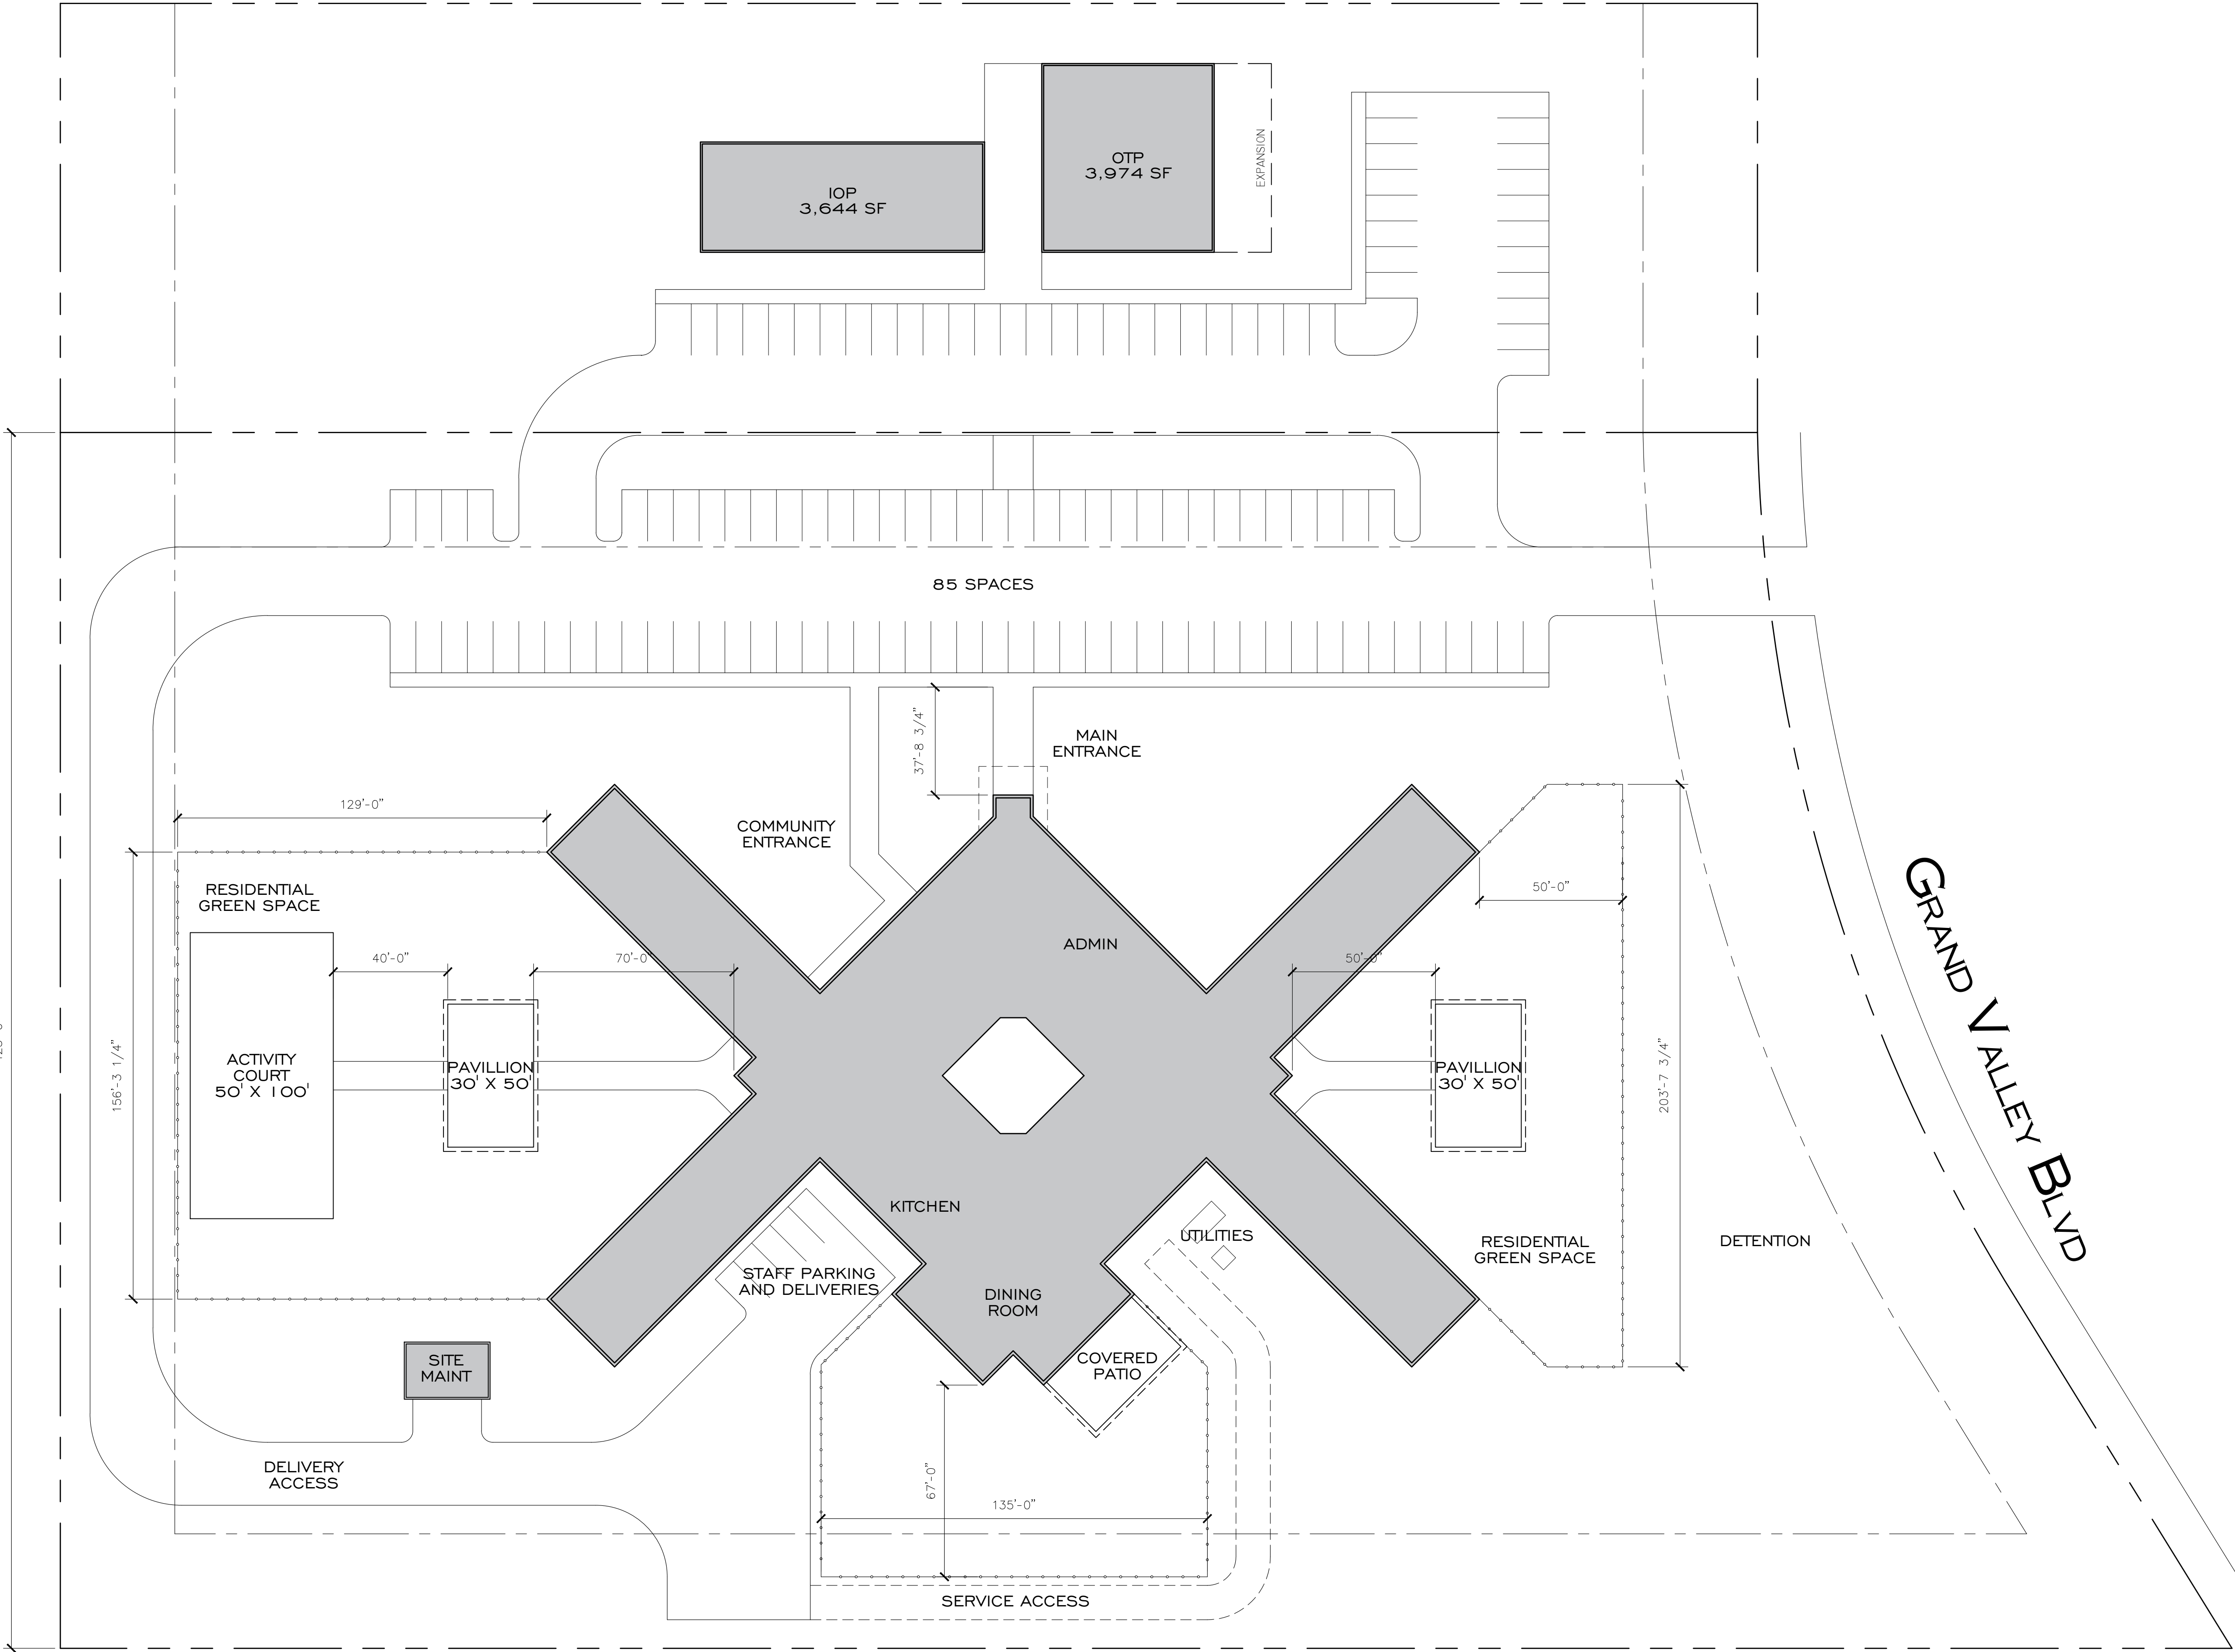 EXPANSION
OTP
3,974 SF
IOP
3,644 SF
85 SPACES
37'-8 3/4"
MAIN
ENTRANCE
129'-0"
COMMUNITY
ENTRANCE
RESIDENTIAL
GREEN SPACE
50'-0"
GRAND VALLEY BLVD
ADMIN
40'-0"
70'-0"
50'-0"
156'-3 1/4"
ACTIVITY
COURT
50' X 100'
PAVILLION
30' X 50'
PAVILLION
30' X 50'
203'-7 3/4"
KITCHEN
UTILITIES
RESIDENTIAL
GREEN SPACE
DETENTION
STAFF PARKING
AND DELIVERIES
DINING
ROOM
SITE
MAINT
COVERED
PATIO
DELIVERY
ACCESS
67'-0"
135'-0"
SERVICE ACCESS